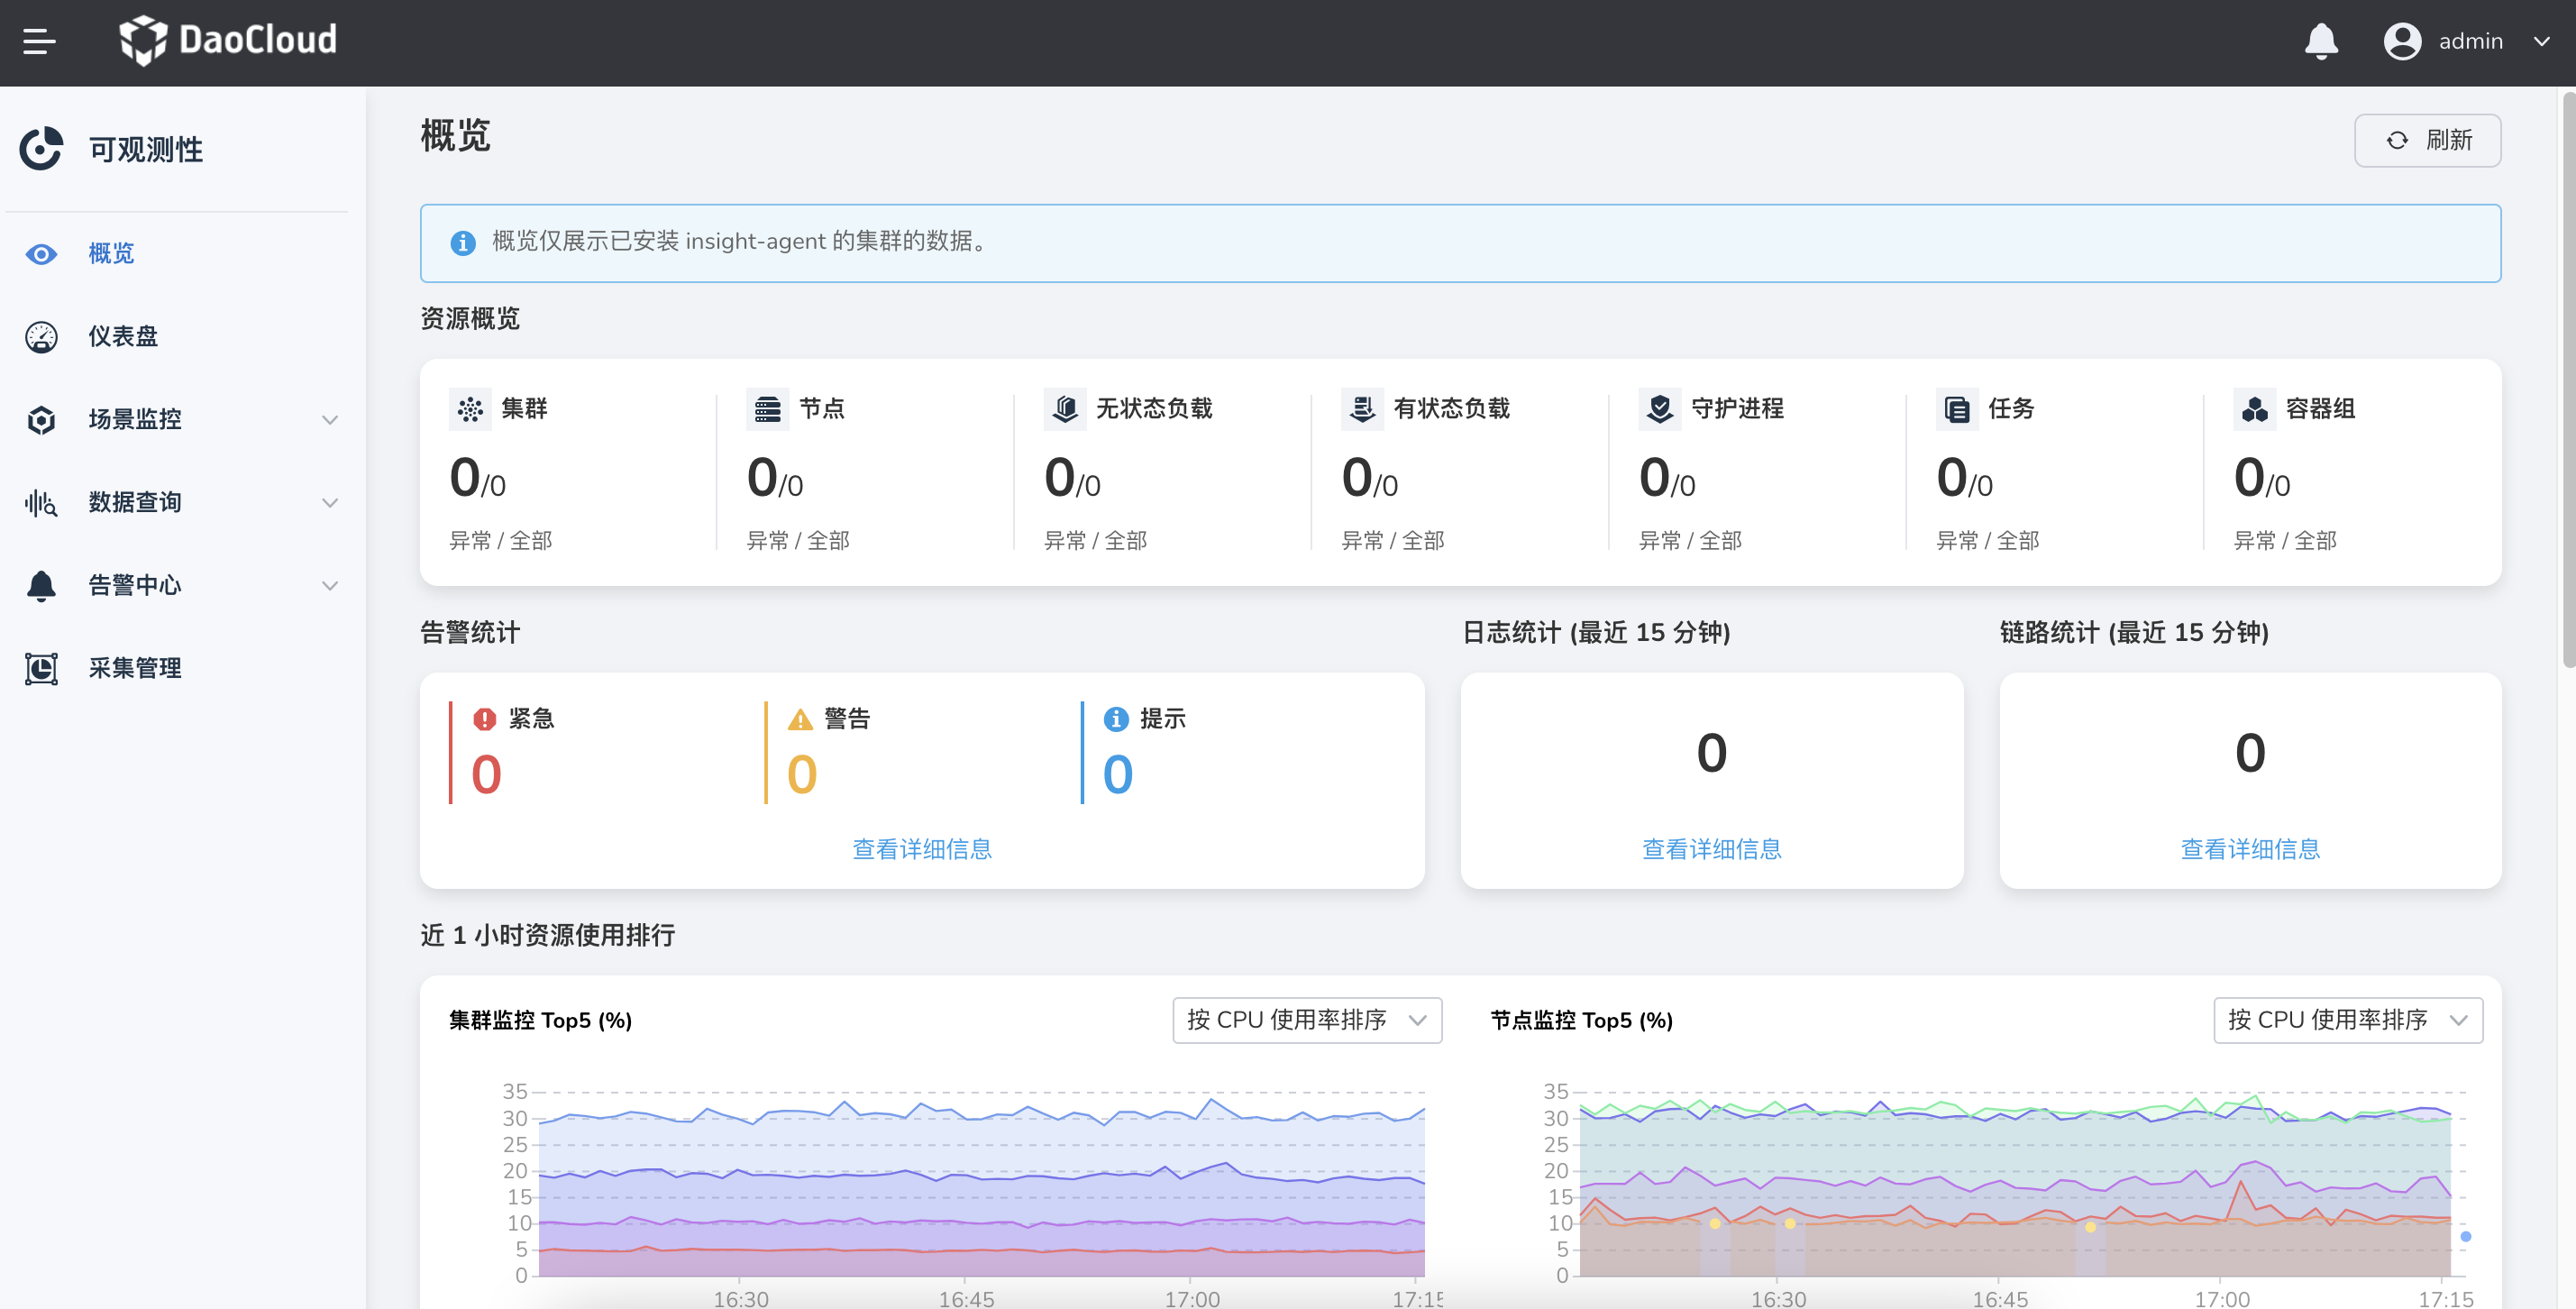 DaoCloud
admin
可观测性
概览
仪表盘
场景监控
数据查询
告警中心
采集管理
概览
刷新
概览仅展示已安装 insight-agent 的集群的数据。
资源概览
集群
0/0
异常 / 全部
节点
0/0
异常 / 全部
无状态负载
0/0
异常 / 全部
有状态负载
0/0
异常 / 全部
守护进程
0/0
异常 / 全部
任务
0/0
异常 / 全部
容器组
0/0
异常 / 全部
告警统计
紧急
0
警告
0
提示
0
查看详细信息
日志统计 (最近 15 分钟)
0
查看详细信息
链路统计 (最近 15 分钟)
0
查看详细信息
近 1 小时资源使用排行
集群监控 Top5 (%)
按 CPU 使用率排序
35
30
25
20
15
10
5
0
16:30 16:45 17:00 17:15
节点监控 Top5 (%)
按 CPU 使用率排序
35
30
25
20
15
10
5
0
16:30 16:45 17:00 17:15